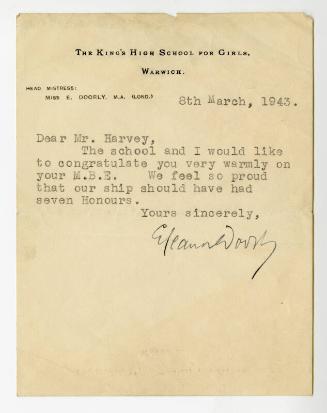 THE KING'S HIGH SCHOOL FOR GIRLS,
WARWICK.
HEAD MISTRESS:
MISS E. DOORLY, M.A. (LOND.)
8th March, 1943.
Dear Mr. Harvey,
The school and I would like
to congratulate you very warmly on
your M.B.E. We feel so proud
that our ship should have had
seven Honours.
Yours sincerely,
Eleanor Doorly